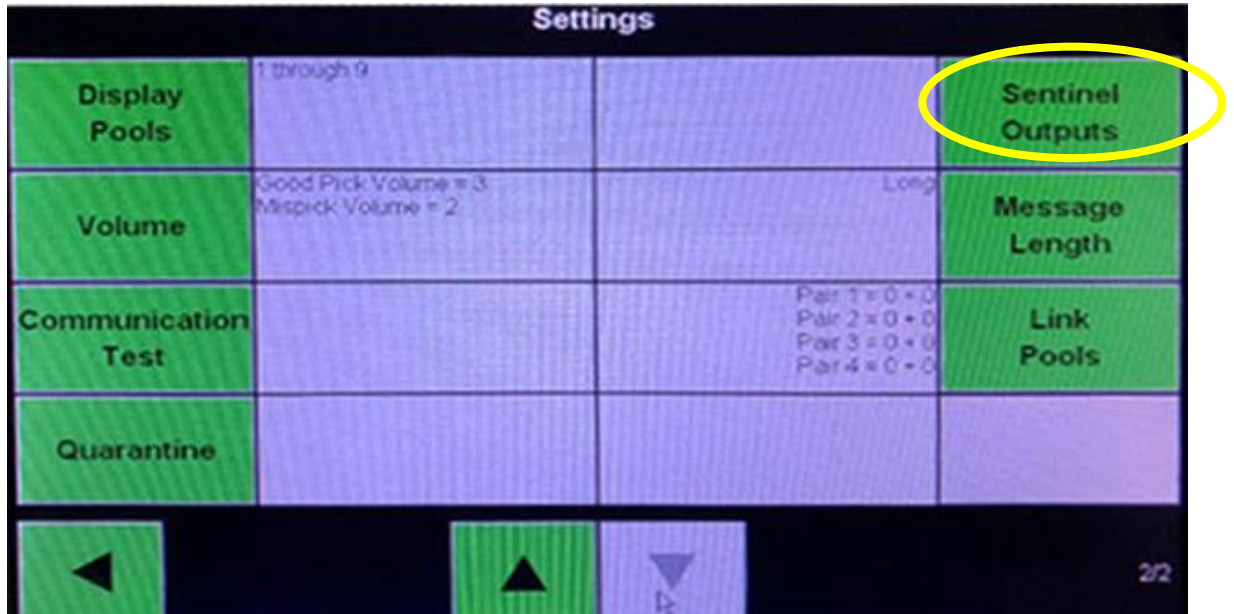 Settings
Display
Pools
1 through 9
Sentinel
Outputs
Volume
Good Pick Volume = 3
Mispick Volume = 2
Long
Message
Length
Communication
Test
Pair 1 = 0 + 0
Pair 2 = 0 + 0
Pair 3 = 0 + 0
Pair 4 = 0 + 0
Link
Pools
Quarantine
2/2